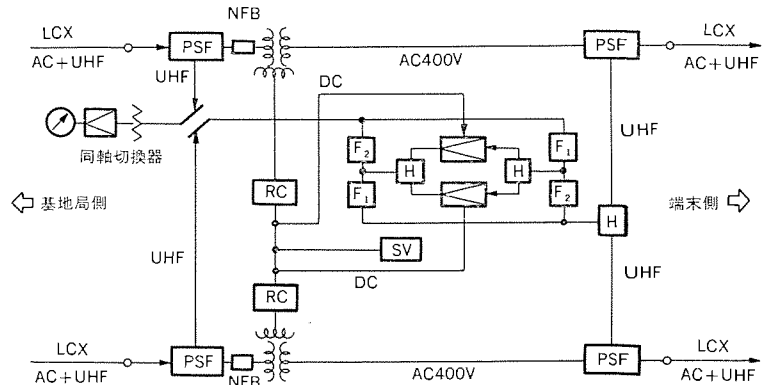 NFB
LCX
PSF
AC+UHF
UHF
AC400V
PSF
LCX
AC+UHF
DC
UHF
同軸切換器
F2
F1
H
H
F1
F2
RC
基地局側
端末側
H
SV
UHF
UHF
DC
RC
LCX
PSF
AC+UHF
NFB
AC400V
PSF
LCX
AC+UHF